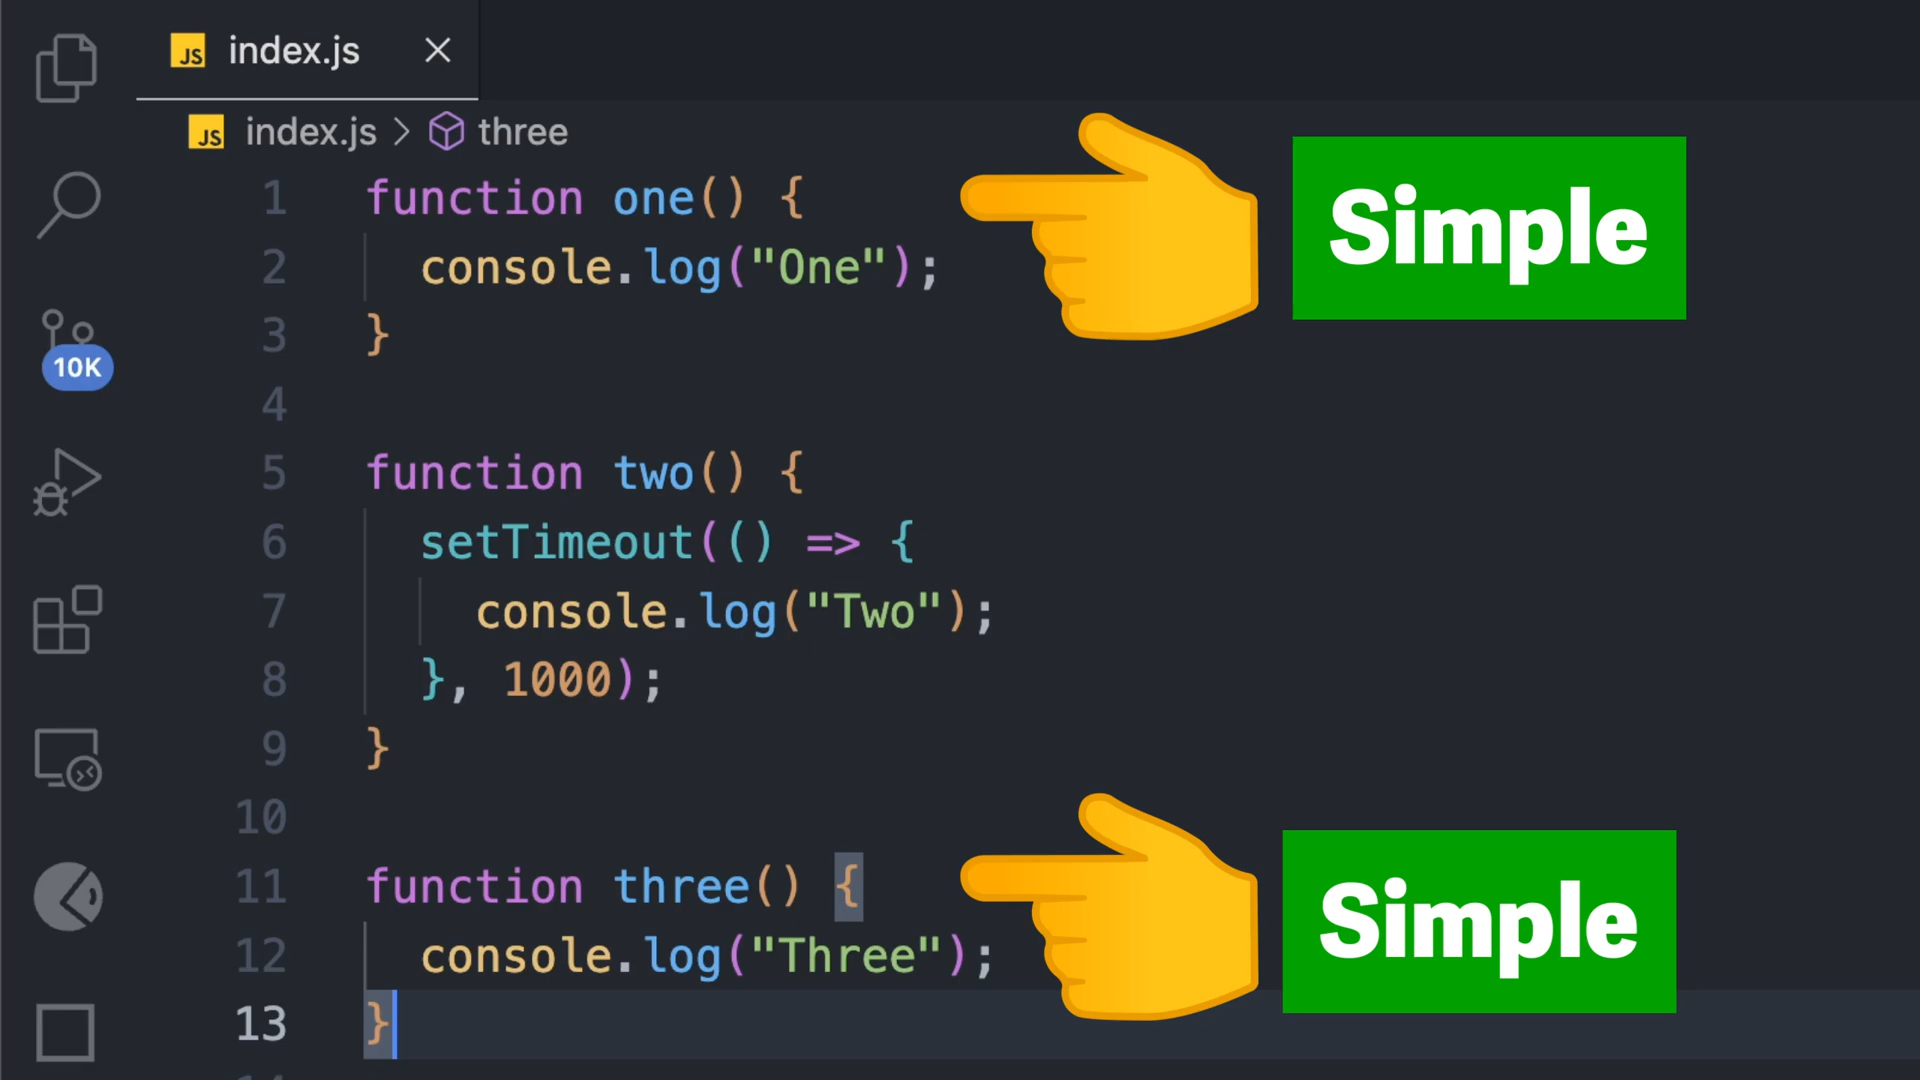 JS index.js ×
JS index.js > three
1 function one() {
2   console.log("One");
3 }
4
5 function two() {
6   setTimeout(() => {
7     console.log("Two");
8   }, 1000);
9 }
10
11 function three() {
12   console.log("Three");
13 }
10K
Simple
Simple